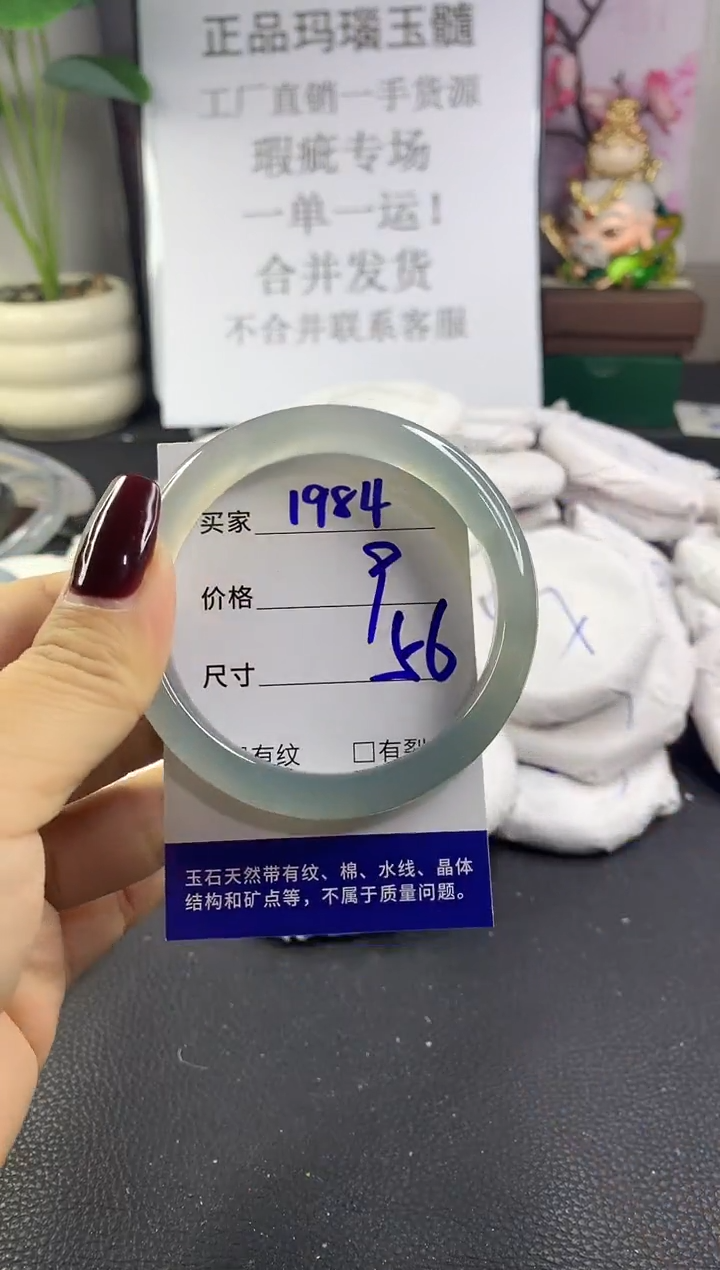 正品玛瑙玉髓
工厂直销一手货源
瑕疵专场
一单一运!
合并发货
不合并联系客服
买家 1984
价格 9
尺寸 56
有纹 □有裂
玉石天然带有纹、棉、水线、晶体
结构和矿点等，不属于质量问题。